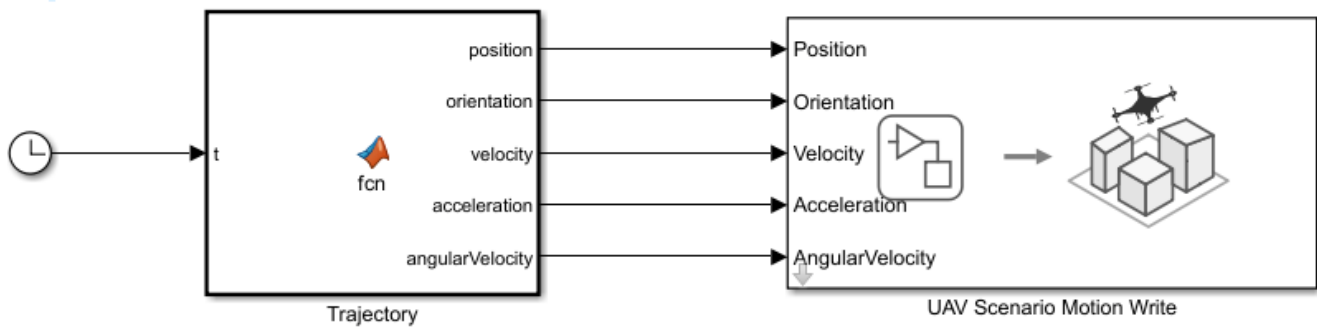 position
orientation
velocity
acceleration
angularVelocity
t
fcn
Trajectory
Position
Orientation
Velocity
Acceleration
AngularVelocity
UAV Scenario Motion Write